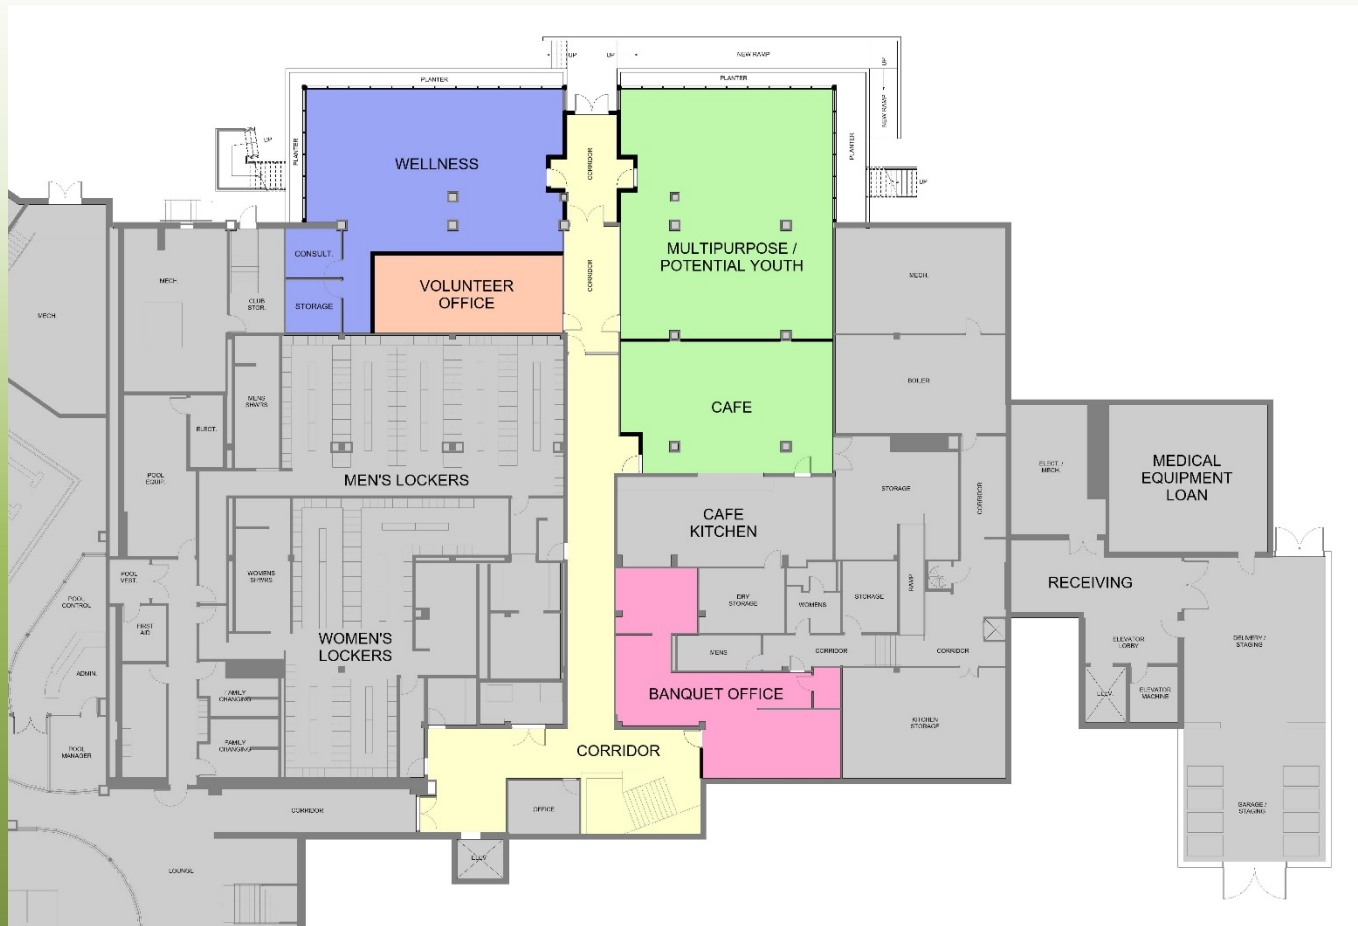 UP
UP
NEW RAMP
UP
PLANTER
PLANTER
NEW RAMP
UP
PLANTER
PLANTER
WELLNESS
CORRIDOR
UP
MULTIPURPOSE /
POTENTIAL YOUTH
CONSULT.
MECH.
MECH.
VOLUNTEER
OFFICE
CORRIDOR
STORAGE
CLUB
STOR.
MECH.
BOILER
MENS
SHWRS
CAFE
ELECT.
POOL
EQUIP.
MEN'S LOCKERS
STORAGE
CORRIDOR
ELECT. /
MECH.
MEDICAL
EQUIPMENT
LOAN
CAFE
KITCHEN
POOL
VEST.
WOMENS
SHWRS
RAMP
RECEIVING
POOL
CONTROL
DRY
STORAGE
WOMENS
STORAGE
FIRST
AID
WOMEN'S
LOCKERS
MENS
CORRIDOR
CORRIDOR
ELEVATOR
LOBBY
DELIVERY /
STAGING
ADMIN.
FAMILY
CHANGING
BANQUET OFFICE
ELEV.
ELEVATOR
MACHINE
KITCHEN
STORAGE
FAMILY
CHANGING
POOL
MANAGER
CORRIDOR
CORRIDOR
OFFICE
GARAGE /
STAGING
ELEV
LOUNGE